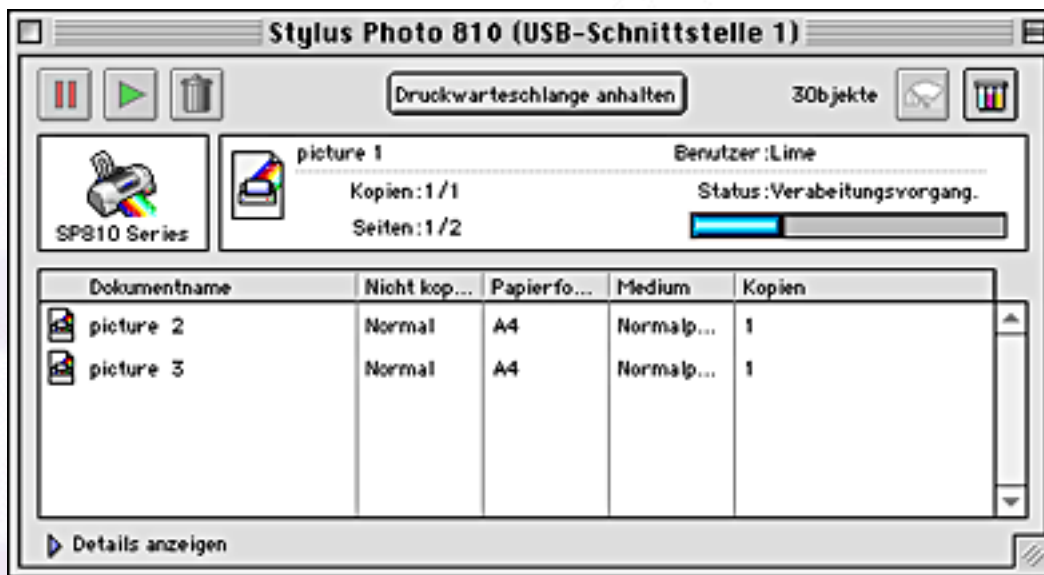 Stylus Photo 810 (USB-Schnittstelle 1)
Druckwarteschlange anhalten 3Objekte
picture 1 Benutzer :Lime
Kopien :1/1 Status :Verabeitungsvorgang.
Seiten :1/2
SP810 Series
Dokumentname Nicht kop... Papierfo... Medium Kopien
picture 2 Normal A4 Normalp... 1
picture 3 Normal A4 Normalp... 1
Details anzeigen